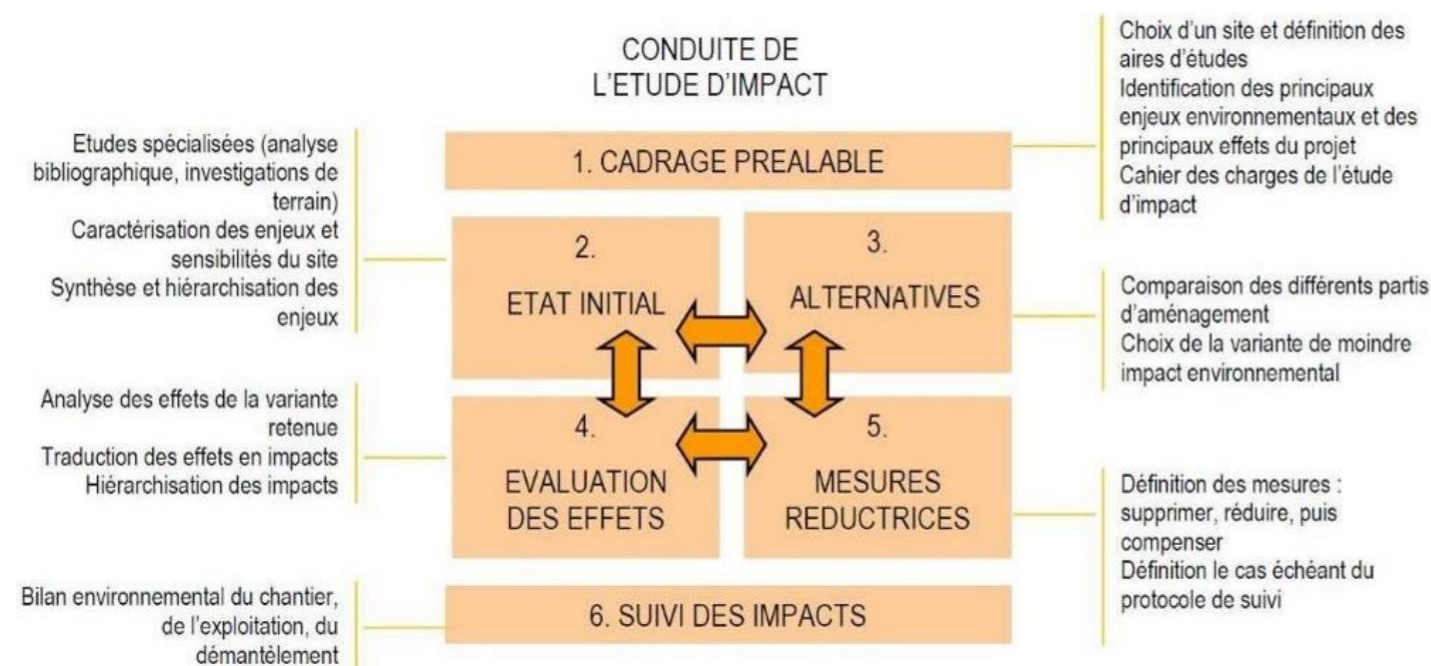 CONDUITE DE
L'ETUDE D'IMPACT
Choix d'un site et définition des
aires d'études
Identification des principaux
enjeux environnementaux et des
principaux effets du projet
Cahier des charges de l'étude
d'impact
1. CADRAGE PREALABLE
Etudes spécialisées (analyse
bibliographique, investigations de
terrain)
Caractérisation des enjeux et
sensibilités du site
Synthèse et hiérarchisation des
enjeux
2.
ETAT INITIAL
3.
ALTERNATIVES
Comparaison des différents partis
d'aménagement
Choix de la variante de moindre
impact environnemental
Analyse des effets de la variante
retenue
Traduction des effets en impacts
Hiérarchisation des impacts
4.
EVALUATION
DES EFFETS
5.
MESURES
REDUCTRICES
Définition des mesures :
supprimer, réduire, puis
compenser
Définition le cas échéant du
protocole de suivi
Bilan environnemental du chantier,
de l'exploitation, du
démantèlement
6. SUIVI DES IMPACTS